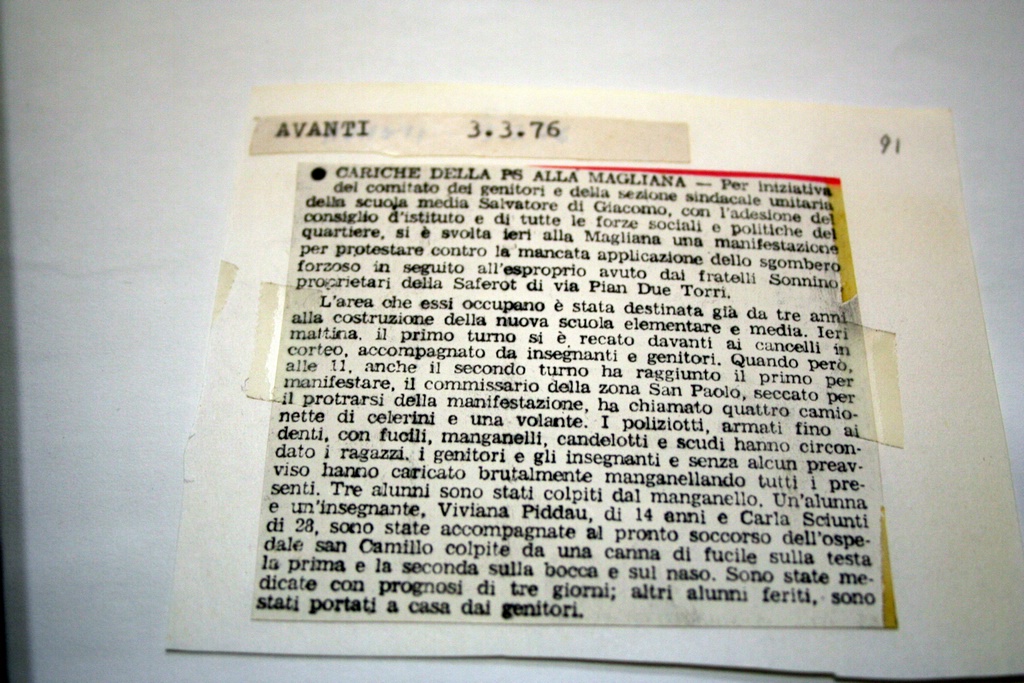 AVANTI 3.3.76
91
● CARICHE DELLA PS ALLA MAGLIANA — Per iniziativa
del comitato dei genitori e della sezione sindacale unitaria
della scuola media Salvatore di Giacomo, con l'adesione del
consiglio d'istituto e di tutte le forze sociali e politiche del
quartiere, si è svolta ieri alla Magliana una manifestazione
per protestare contro la mancata applicazione dello sgombero
forzoso in seguito all'esproprio avuto dai fratelli Sonnino,
proprietari della Saferot di via Pian Due Torri.
L'area che essi occupano è stata destinata già da tre anni
alla costruzione della nuova scuola elementare e media. Ieri
mattina, il primo turno si è recato davanti ai cancelli in
corteo, accompagnato da insegnanti e genitori. Quando però,
alle 11, anche il secondo turno ha raggiunto il primo per
manifestare, il commissario della zona San Paolo, seccato per
il protrarsi della manifestazione, ha chiamato quattro camio-
nette di celerini e una volante. I poliziotti, armati fino ai
denti, con fucili, manganelli, candelotti e scudi hanno circon-
dato i ragazzi, i genitori e gli insegnanti e senza alcun preav-
viso hanno caricato brutalmente manganellando tutti i pre-
senti. Tre alunni sono stati colpiti dal manganello. Un'alunna
e un'insegnante, Viviana Piddau, di 14 anni e Carla Sciunti
di 28, sono state accompagnate al pronto soccorso dell'ospe-
dale san Camillo colpite da una canna di fucile sulla testa
la prima e la seconda sulla bocca e sul naso. Sono state me-
dicate con prognosi di tre giorni; altri alunni feriti, sono
stati portati a casa dai genitori.